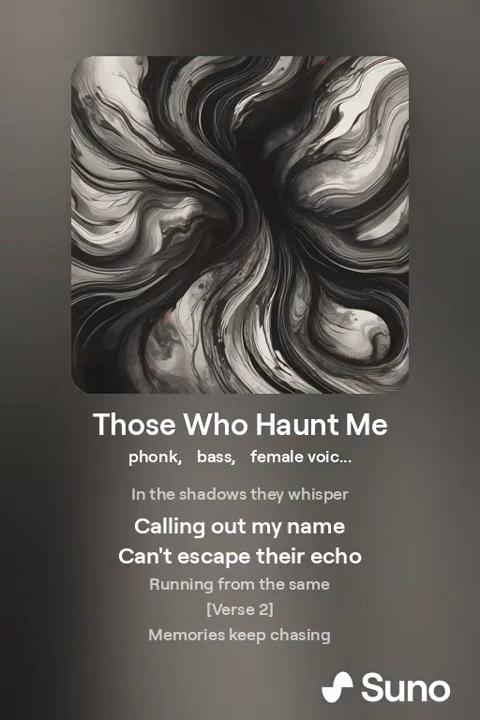 Those Who Haunt Me
phonk, bass, female voic...
In the shadows they whisper
Calling out my name
Can't escape their echo
Running from the same
[Verse 2]
Memories keep chasing
Suno